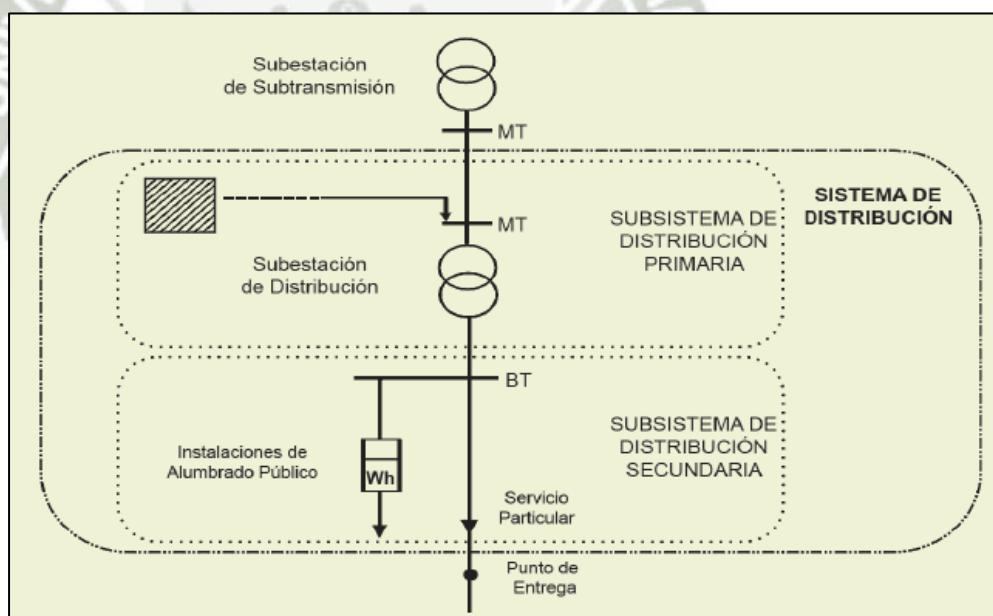 Subestación
de Subtransmisión
MT
SISTEMA DE
DISTRIBUCIÓN
MT
SUBSISTEMA DE
DISTRIBUCIÓN
PRIMARIA
Subestación
de Distribución
BT
SUBSISTEMA DE
DISTRIBUCIÓN
SECUNDARIA
Instalaciones de
Alumbrado Público
Wh
Servicio
Particular
Punto de
Entrega